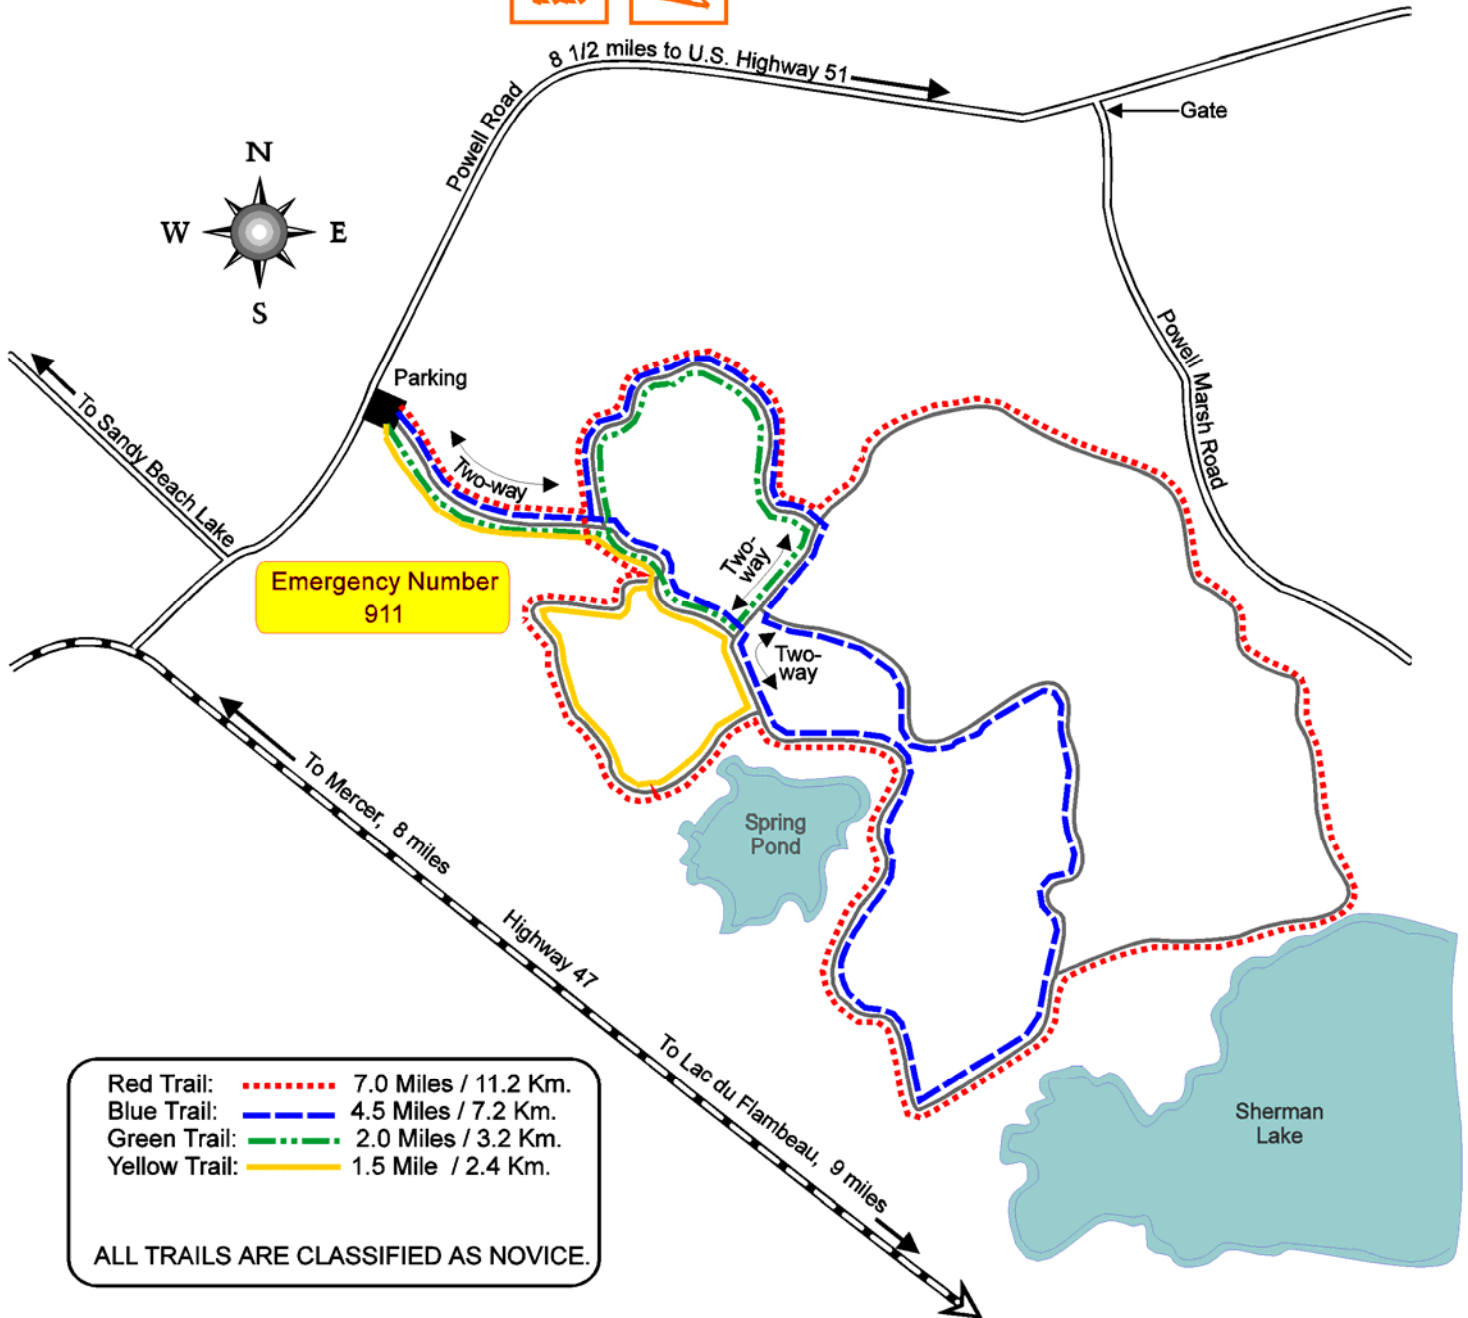 8 1/2 miles to U.S. Highway 51
Gate
Powell Road
N
W
E
S
Powell Marsh Road
Parking
To Sandy Beach Lake
Two-way
Two-
way
Emergency Number
911
Two-
way
To Mercer, 8 miles
Spring
Pond
Highway 47
To Lac du Flambeau, 9 miles
Sherman
Lake
Red Trail: 7.0 Miles / 11.2 Km.
Blue Trail: 4.5 Miles / 7.2 Km.
Green Trail: 2.0 Miles / 3.2 Km.
Yellow Trail: 1.5 Mile / 2.4 Km.
ALL TRAILS ARE CLASSIFIED AS NOVICE.